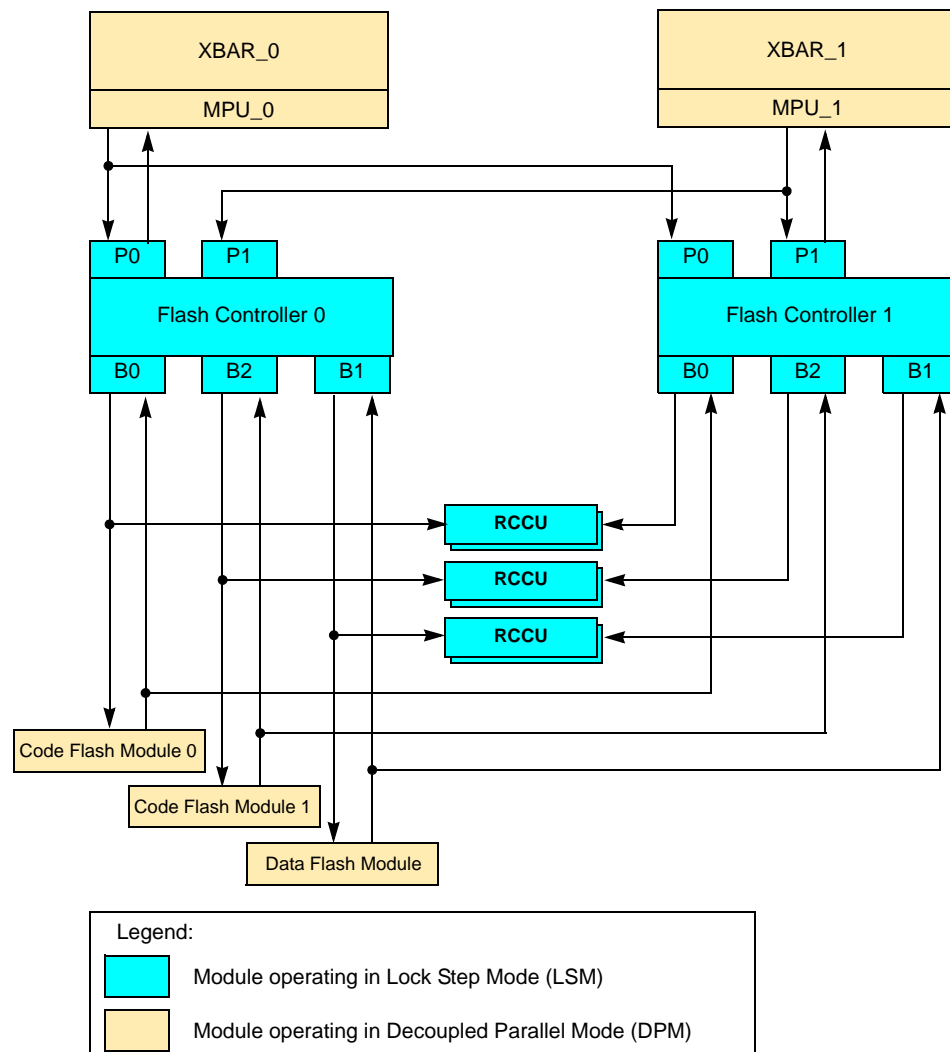 XBAR_0
XBAR_1
MPU_0
MPU_1
P0
P1
P0
P1
Flash Controller 0
Flash Controller 1
B0
B2
B1
B0
B2
B1
RCCU
RCCU
RCCU
Code Flash Module 0
Code Flash Module 1
Data Flash Module
Legend:
Module operating in Lock Step Mode (LSM)
Module operating in Decoupled Parallel Mode (DPM)